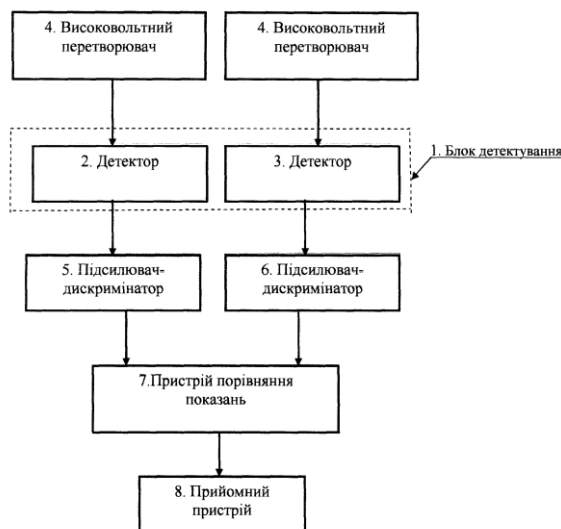 4. Високовольтний
перетворювач
4. Високовольтний
перетворювач
2. Детектор
3. Детектор
1. Блок детектування
5. Підсилювач-
дискримінатор
6. Підсилювач-
дискримінатор
7.Пристрій порівняння
показань
8. Прийомний
пристрій